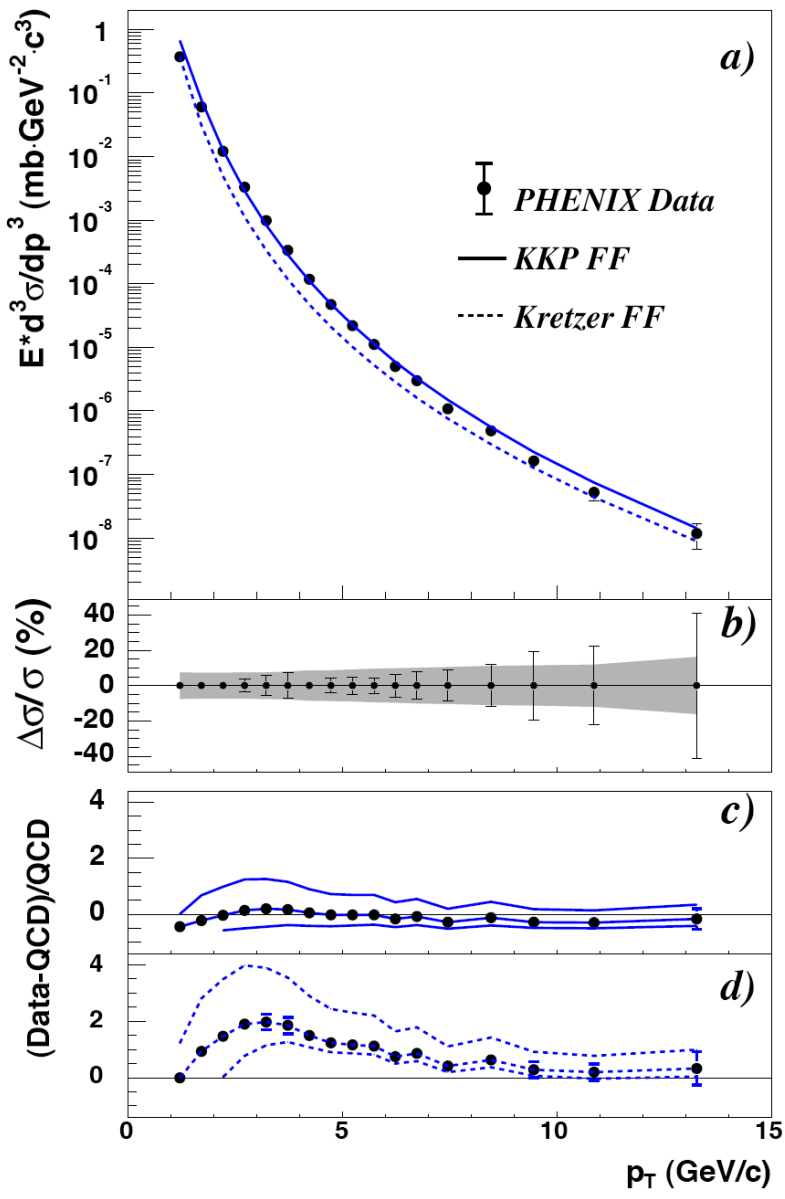 E*d³σ/dp³ (mb·GeV⁻²·c³)
1
10⁻¹
10⁻²
10⁻³
10⁻⁴
10⁻⁵
10⁻⁶
10⁻⁷
10⁻⁸
a)
PHENIX Data
KKP FF
Kretzer FF
Δσ/σ (%)
40
20
0
-20
-40
b)
(Data-QCD)/QCD
4
2
0
c)
4
2
0
d)
0 5 10 15
p_T (GeV/c)